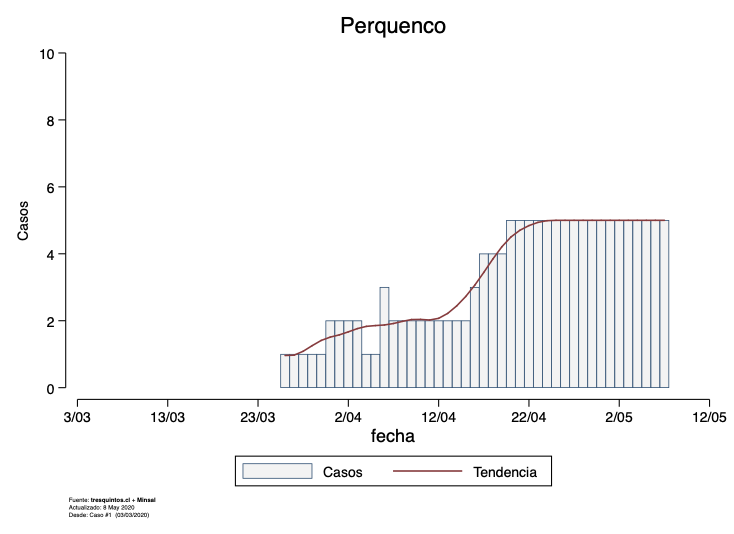 Perquenco
10
8
6
4
2
0
Casos
3/03 13/03 23/03 2/04 12/04 22/04 2/05 12/05
fecha
Casos Tendencia
Fuente: tresquintos.cl + Minsal
Actualizado: 8 May 2020
Desde: Caso #1 (03/03/2020)